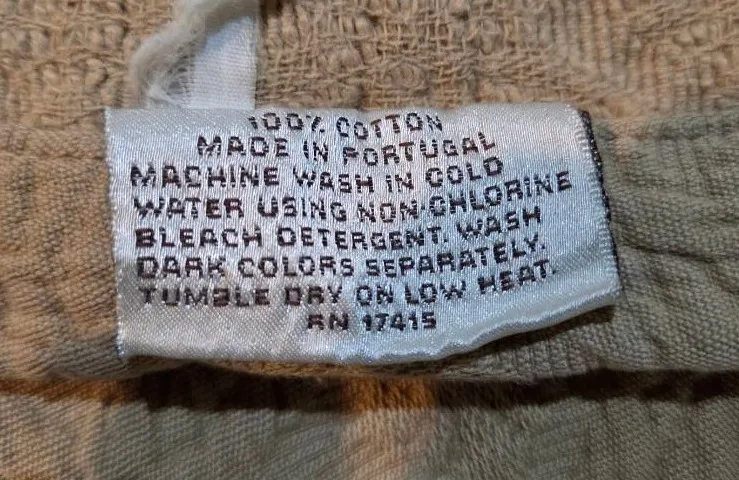 100% COTTON
MADE IN PORTUGAL
MACHINE WASH IN COLD
WATER USING NON-CHLORINE
BLEACH DETERGENT. WASH
DARK COLORS SEPARATELY.
TUMBLE DRY ON LOW HEAT.
RN 17415